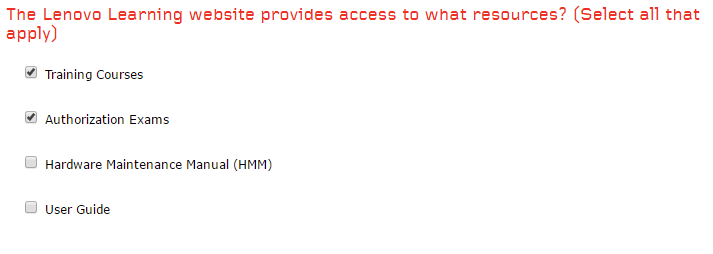 The Lenovo Learning website provides access to what resources? (Select all that
apply)
Training Courses
Authorization Exams
Hardware Maintenance Manual (HMM)
User Guide